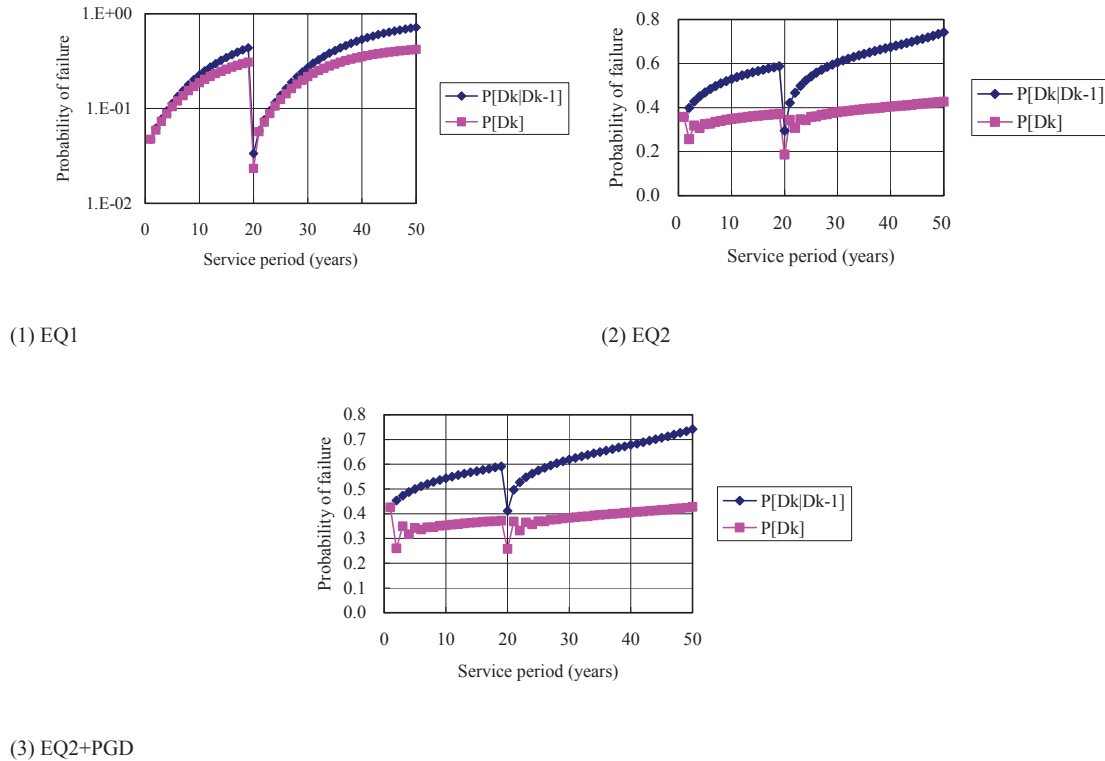 1.E+00
1.E-01
1.E-02
Probability of failure
0 10 20 30 40 50
Service period (years)
P[Dk|Dk-1]
P[Dk]
(1) EQ1
0.8
0.6
0.4
0.2
0.0
Probability of failure
0 10 20 30 40 50
Service period (years)
P[Dk|Dk-1]
P[Dk]
(2) EQ2
0.8
0.7
0.6
0.5
0.4
0.3
0.2
0.1
0.0
Probability of failure
0 10 20 30 40 50
Service period (years)
P[Dk|Dk-1]
P[Dk]
(3) EQ2+PGD